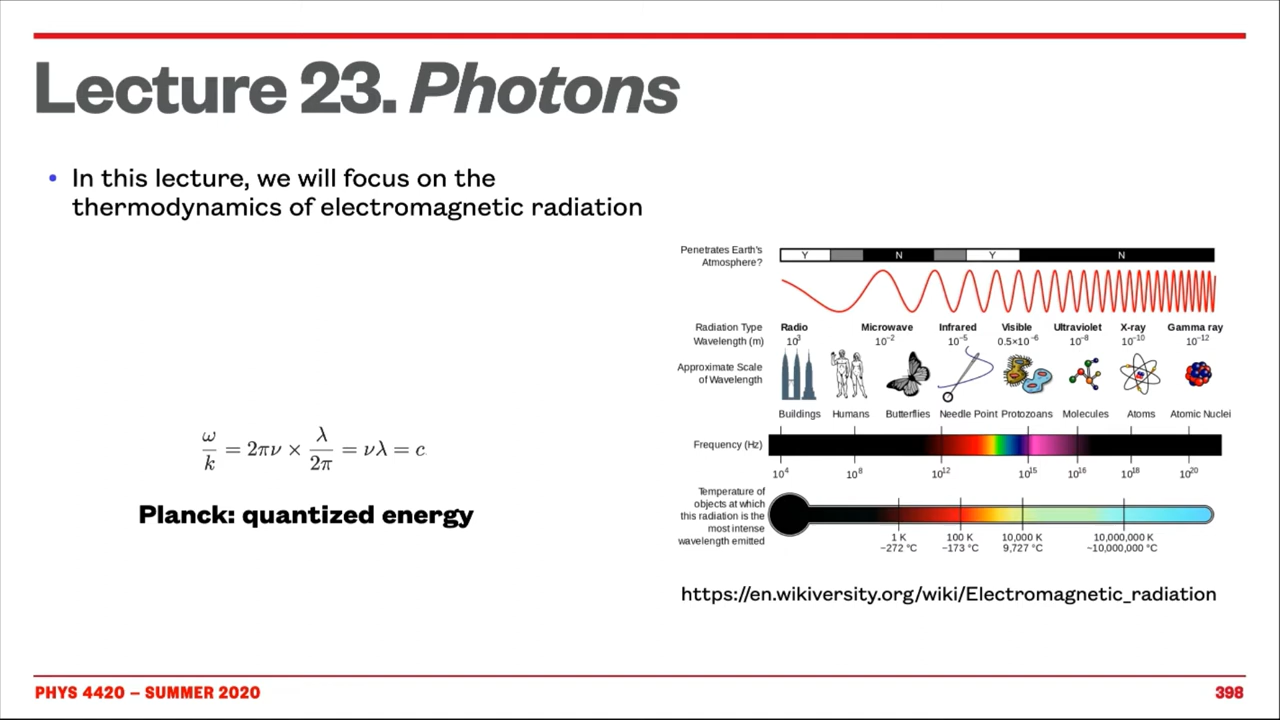 Lecture 23. Photons
• In this lecture, we will focus on the
thermodynamics of electromagnetic radiation
ω/k = 2πν × λ/2π = νλ = c
Planck: quantized energy
Penetrates Earth's
Atmosphere?
Y N Y N
Radiation Type Radio Microwave Infrared Visible Ultraviolet X-ray Gamma ray
Wavelength (m) 10³ 10⁻² 10⁻⁵ 0.5×10⁻⁶ 10⁻⁸ 10⁻¹⁰ 10⁻¹²
Approximate Scale
of Wavelength
Buildings Humans Butterflies Needle Point Protozoans Molecules Atoms Atomic Nuclei
Frequency (Hz)
10⁴ 10⁸ 10¹² 10¹⁵ 10¹⁶ 10¹⁸ 10²⁰
Temperature of
objects at which
this radiation is the
most intense
wavelength emitted
1 K 100 K 10,000 K 10,000,000 K
−272 °C −173 °C 9,727 °C ~10,000,000 °C
https://en.wikiversity.org/wiki/Electromagnetic_radiation
PHYS 4420 – SUMMER 2020
398